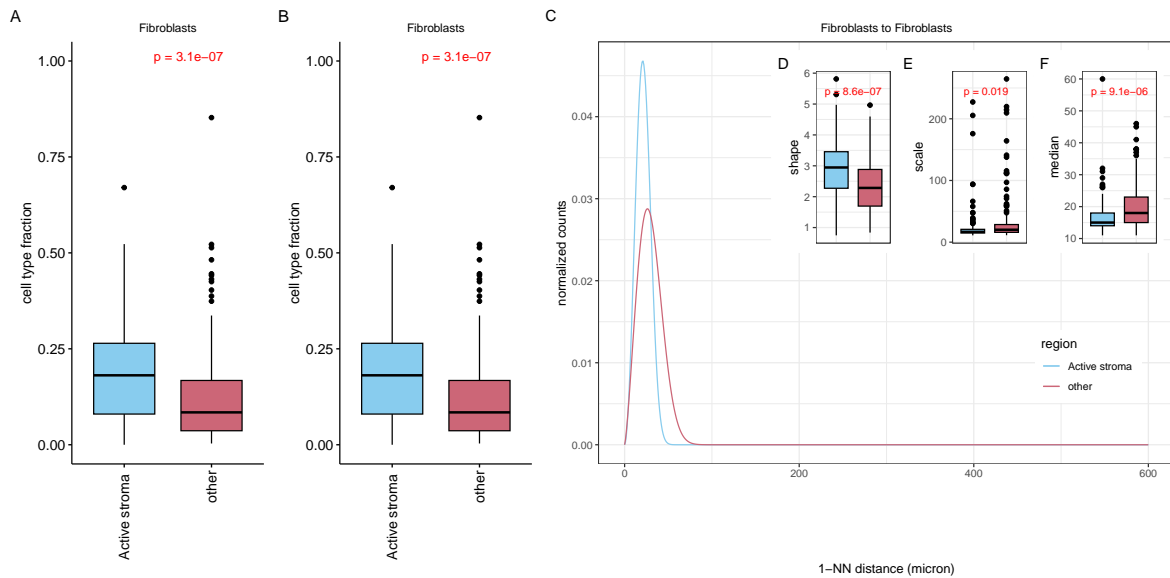 A
Fibroblasts
p = 3.1e−07
cell type fraction
1.00
0.75
0.50
0.25
0.00
Active stroma
other
B
Fibroblasts
p = 3.1e−07
cell type fraction
1.00
0.75
0.50
0.25
0.00
Active stroma
other
C
Fibroblasts to Fibroblasts
normalized counts
0.04
0.03
0.02
0.01
0.00
0
200
400
600
1−NN distance (micron)
D
p = 8.6e−07
shape
6
5
4
3
2
1
E
p = 0.019
scale
200
100
0
F
p = 9.1e−06
median
60
50
40
30
20
10
region
Active stroma
other